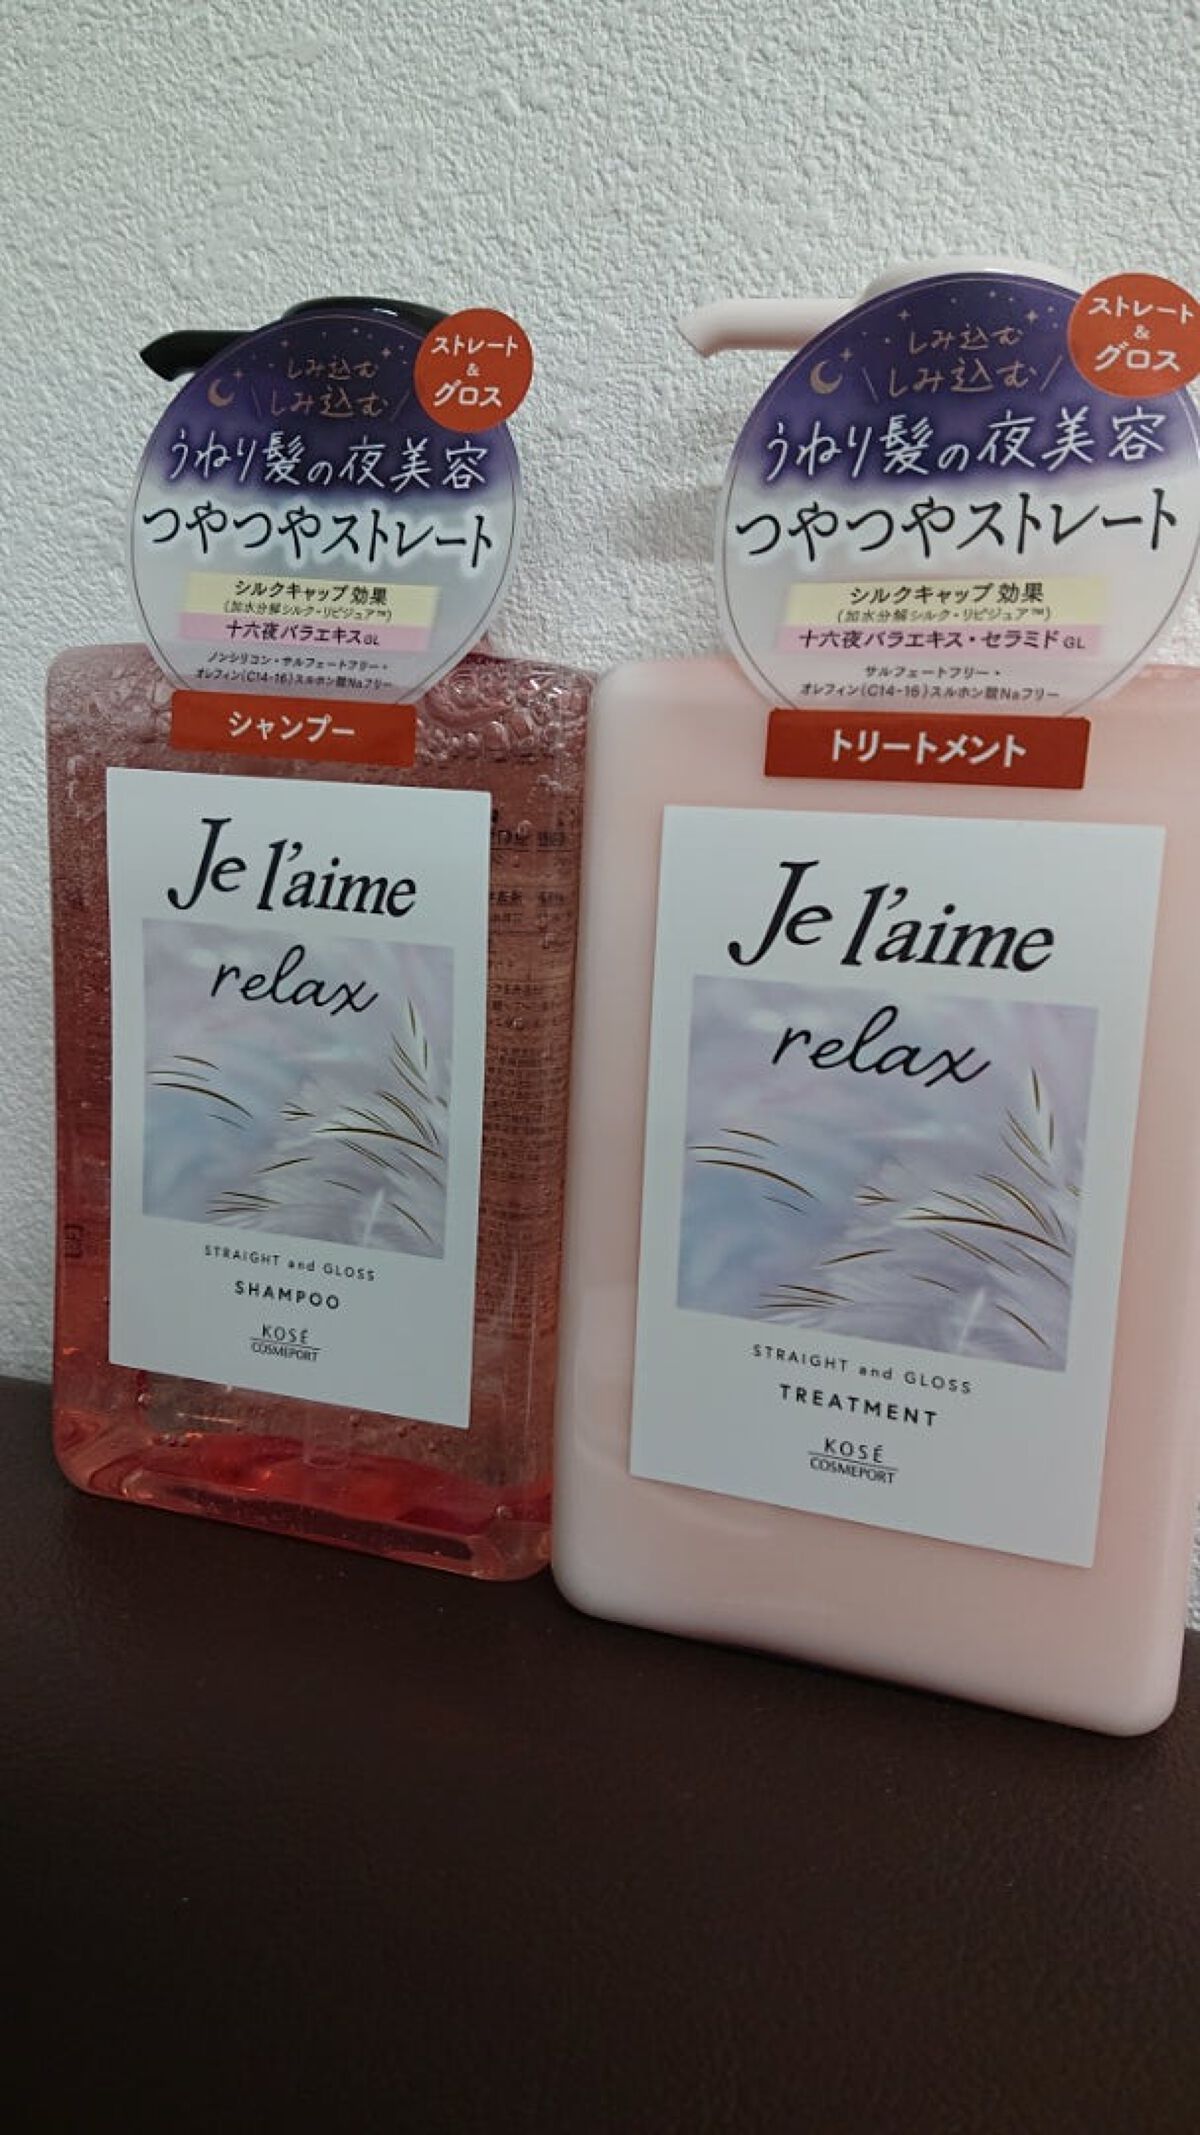 ストレート
&
グロス
しみ込む
しみ込む
うねり髪の夜美容
つやつやストレート
シルクキャップ効果
(加水分解シルク・リピジュア™)
十六夜バラエキスGL
ノンシリコン・サルフェートフリー・
オレフィン(C14-16)スルホン酸Naフリー
シャンプー
Je l'aime
relax
STRAIGHT and GLOSS
SHAMPOO
KOSÉ
COSMEPORT
ストレート
&
グロス
しみ込む
しみ込む
うねり髪の夜美容
つやつやストレート
シルクキャップ効果
(加水分解シルク・リピジュア™)
十六夜バラエキス・セラミドGL
サルフェートフリー・
オレフィン(C14-16)スルホン酸Naフリー
トリートメント
Je l'aime
relax
STRAIGHT and GLOSS
TREATMENT
KOSÉ
COSMEPORT